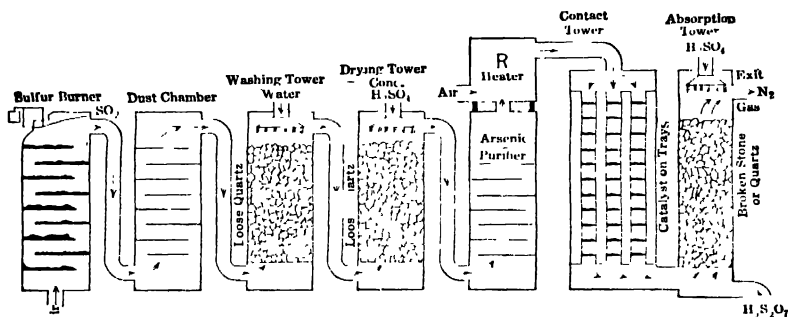 Sulfur Burner
SO2
Dust Chamber
Washing Tower
Water
Loose Quartz
Drying Tower
Conc.
H2SO4
Air
R
Heater
Arsenic
Purifier
Contact
Tower
Catalyst on Trays
Absorption
Tower
H2SO4
Exit
N2
Gas
Broken Stone
or Quartz
H2S2O7